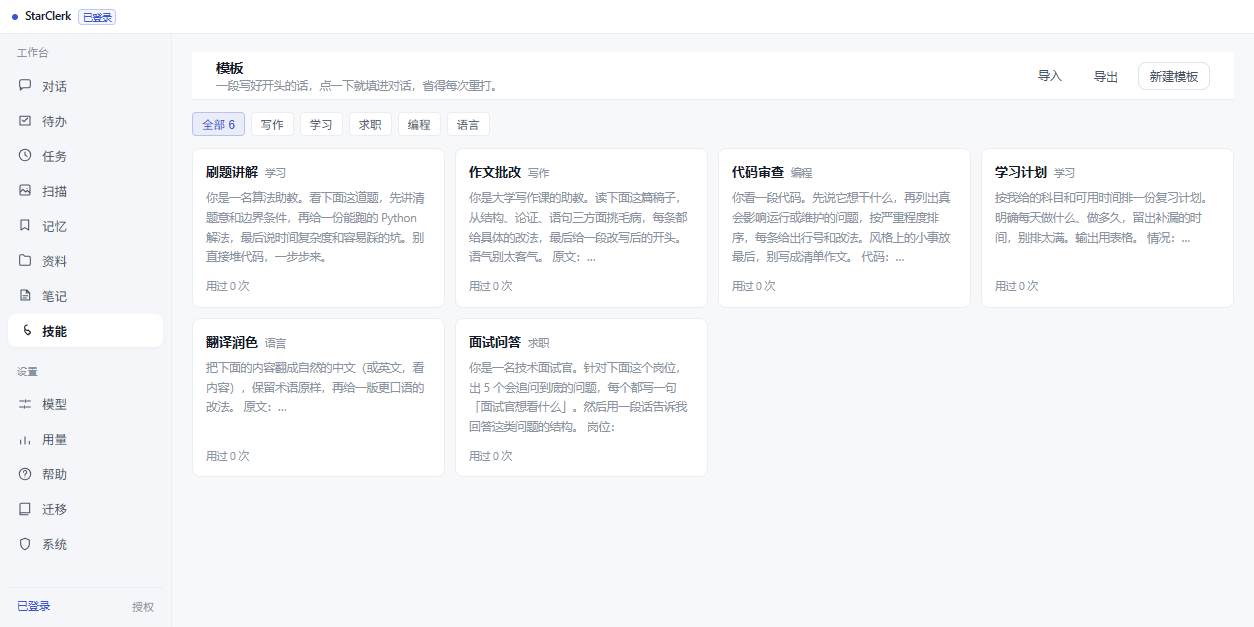 StarClerk 已登录
工作台
对话
待办
任务
扫描
记忆
资料
笔记
技能
设置
模型
用量
帮助
迁移
系统
已登录 授权
模板
一段写好开头的话，点一下就填进对话，省得每次重打。
导入 导出 新建模板
全部 6 写作 学习 求职 编程 语言
刷题讲解 学习
你是一名算法助教。看下面这道题，先讲清
题意和边界条件，再给一份能跑的 Python
解法，最后说时间复杂度和容易踩的坑。别
直接堆代码，一步步来。
用过 0 次
作文批改 写作
你是大学写作课的助教。读下面这篇稿子，
从结构、论证、语句三方面挑毛病，每条都
给具体的改法，最后给一段改写后的开头。
语气别太客气。 原文：...
用过 0 次
代码审查 编程
你看一段代码。先说它想干什么，再列出真
会影响运行或维护的问题，按严重程度排
序，每条给出行号和改法。风格上的小事放
最后，别写成清单作文。 代码：...
用过 0 次
学习计划 学习
按我给的科目和可用时间排一份复习计划。
明确每天做什么、做多久，留出补漏的时
间，别排太满。输出用表格。 情况：...
用过 0 次
翻译润色 语言
把下面的内容翻成自然的中文（或英文，看
内容），保留术语原样，再给一版更口语的
改法。 原文：...
用过 0 次
面试问答 求职
你是一名技术面试官。针对下面这个岗位，
出 5 个会追问到底的问题，每个都写一句
「面试官想看什么」。然后用一段话告诉我
回答这类问题的结构。 岗位：
用过 0 次